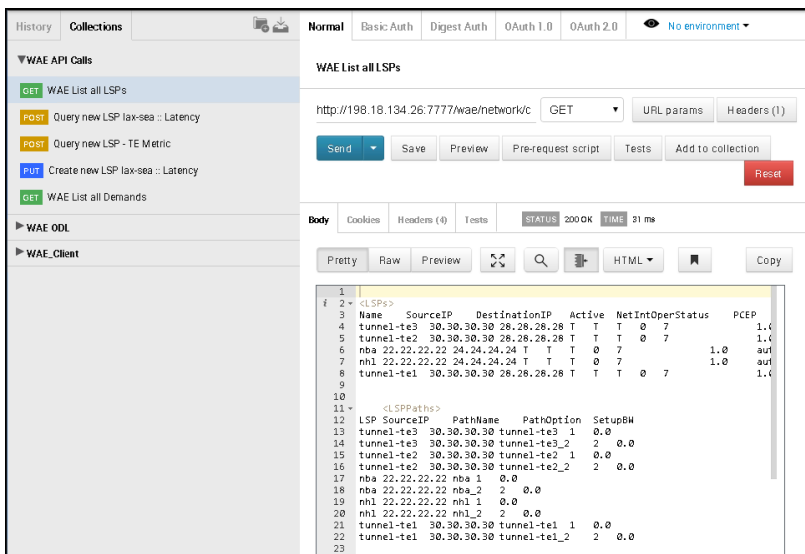 History Collections
WAE API Calls
GET WAE List all LSPs
POST Query new LSP lax-sea :: Latency
POST Query new LSP - TE Metric
PUT Create new LSP lax-sea :: Latency
GET WAE List all Demands
WAE ODL
WAE_Client
Normal Basic Auth Digest Auth OAuth 1.0 OAuth 2.0 No environment
WAE List all LSPs
http://198.18.134.26:7777/wae/network/c GET URL params Headers (1)
Send Save Preview Pre-request script Tests Add to collection
Reset
Body Cookies Headers (4) Tests STATUS 200 OK TIME 31 ms
Pretty Raw Preview HTML Copy
1
i 2 <LSPs>
3 Name SourceIP DestinationIP Active NetIntOperStatus PCEP
4 tunnel-te3 30.30.30.30 28.28.28.28 T T T 0 7 1.0
5 tunnel-te2 30.30.30.30 28.28.28.28 T T T 0 7 1.0
6 nba 22.22.22.22 24.24.24.24 T T T 0 7 1.0 aut
7 nhl 22.22.22.22 24.24.24.24 T T T 0 7 1.0 aut
8 tunnel-te1 30.30.30.30 28.28.28.28 T T T 0 7 1.0
9
10
11 <LSPPaths>
12 LSP SourceIP PathName PathOption SetupBW
13 tunnel-te3 30.30.30.30 tunnel-te3 1 0.0
14 tunnel-te3 30.30.30.30 tunnel-te3_2 2 0.0
15 tunnel-te2 30.30.30.30 tunnel-te2 1 0.0
16 tunnel-te2 30.30.30.30 tunnel-te2_2 2 0.0
17 nba 22.22.22.22 nba 1 0.0
18 nba 22.22.22.22 nba_2 2 0.0
19 nhl 22.22.22.22 nhl 1 0.0
20 nhl 22.22.22.22 nhl_2 2 0.0
21 tunnel-te1 30.30.30.30 tunnel-te1 1 0.0
22 tunnel-te1 30.30.30.30 tunnel-te1_2 2 0.0
23